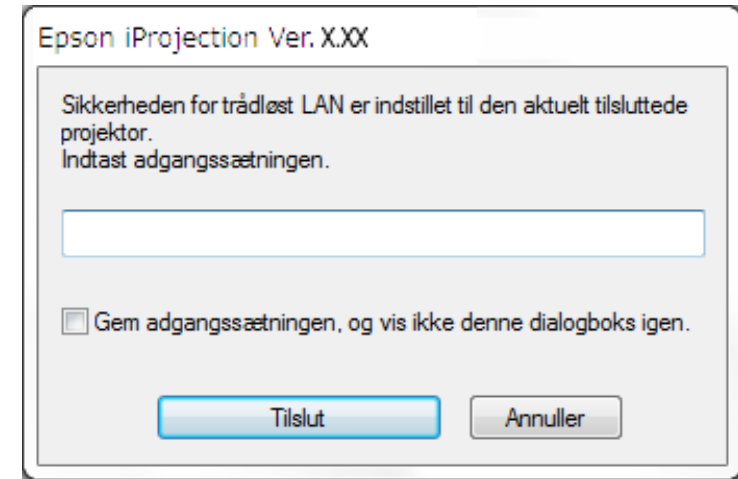 Epson iProjection Ver. X.XX
Sikkerheden for trådløst LAN er indstillet til den aktuelt tilsluttede
projektor.
Indtast adgangssætningen.
Gem adgangssætningen, og vis ikke denne dialogboks igen.
Tilslut
Annuller